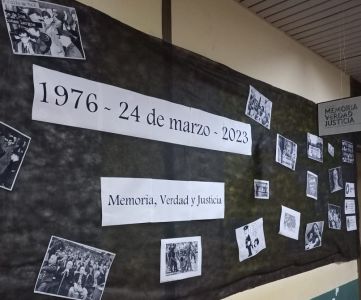 1976 - 24 de marzo - 2023
Memoria, Verdad y Justicia
MEMORIA
VERDAD
JUSTICIA